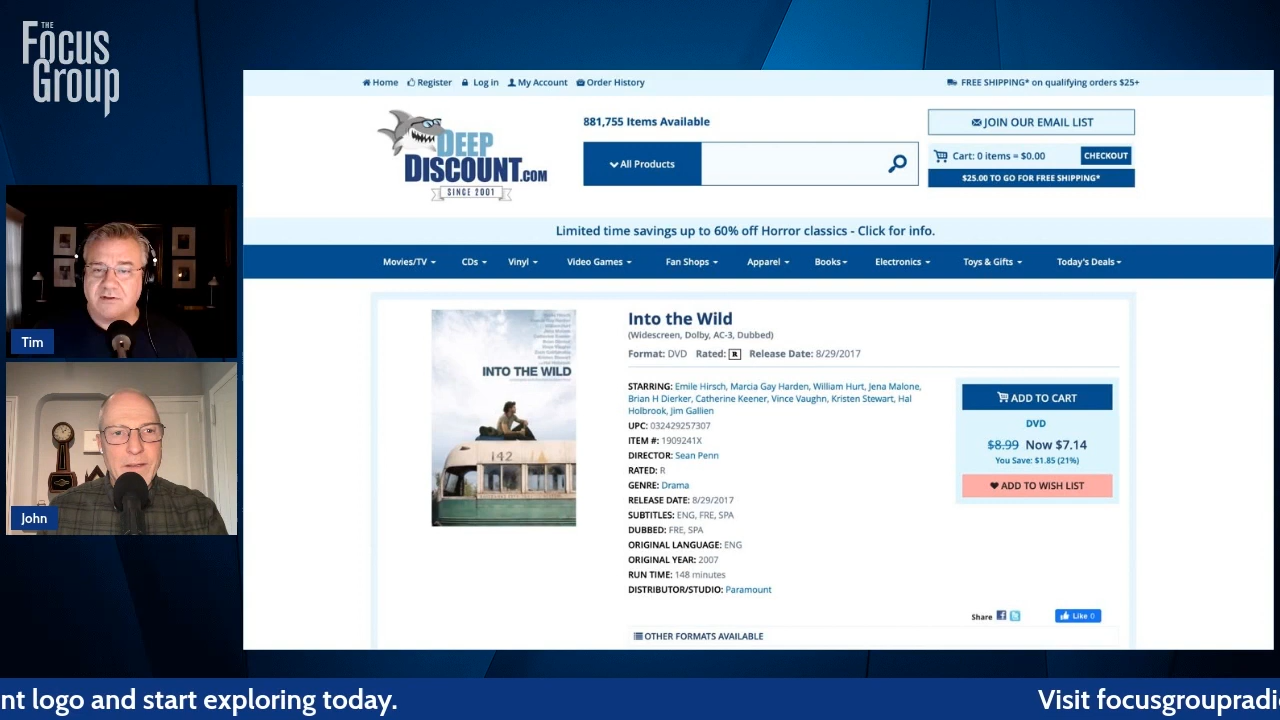 THE
FOCUS
Group
Home Register Log in My Account Order History
FREE SHIPPING* on qualifying orders $25+
DEEP
DISCOUNT.COM
SINCE 2001
881,755 Items Available
All Products
JOIN OUR EMAIL LIST
Cart: 0 items = $0.00 CHECKOUT
$25.00 TO GO FOR FREE SHIPPING*
Limited time savings up to 60% off Horror classics - Click for info.
Movies/TV CDs Vinyl Video Games Fan Shops Apparel Books Electronics Toys & Gifts Today's Deals
INTO THE WILD
142
Into the Wild
(Widescreen, Dolby, AC-3, Dubbed)
Format: DVD Rated: R Release Date: 8/29/2017
STARRING: Emile Hirsch, Marcia Gay Harden, William Hurt, Jena Malone,
Brian H Dierker, Catherine Keener, Vince Vaughn, Kristen Stewart, Hal
Holbrook, Jim Gallien
UPC: 032429257307
ITEM #: 1909241X
DIRECTOR: Sean Penn
RATED: R
GENRE: Drama
RELEASE DATE: 8/29/2017
SUBTITLES: ENG, FRE, SPA
DUBBED: FRE, SPA
ORIGINAL LANGUAGE: ENG
ORIGINAL YEAR: 2007
RUN TIME: 148 minutes
DISTRIBUTOR/STUDIO: Paramount
ADD TO CART
DVD
$8.99 Now $7.14
You Save: $1.85 (21%)
ADD TO WISH LIST
Share
Like 0
OTHER FORMATS AVAILABLE
Tim
John
nt logo and start exploring today. Visit focusgroupradi